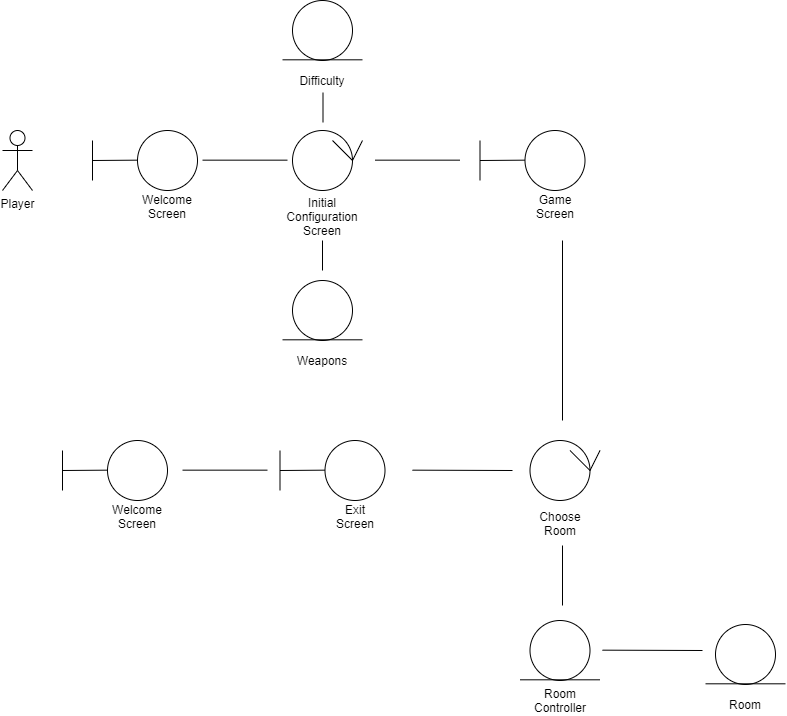 Difficulty
Player
Welcome
Screen
Initial
Configuration
Screen
Game
Screen
Weapons
Welcome
Screen
Exit
Screen
Choose
Room
Room
Controller
Room